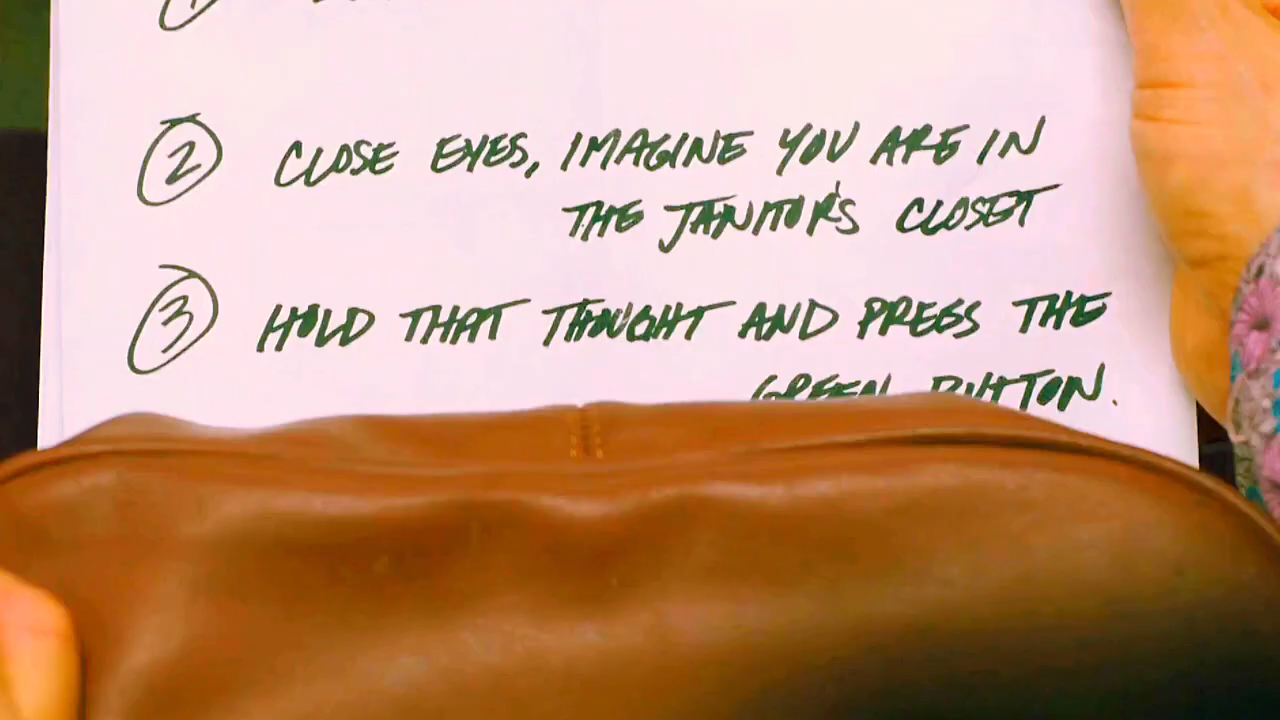 1
2 CLOSE EYES, IMAGINE YOU ARE IN
THE JANITOR'S CLOSET
3 HOLD THAT THOUGHT AND PRESS THE
GREEN BUTTON.